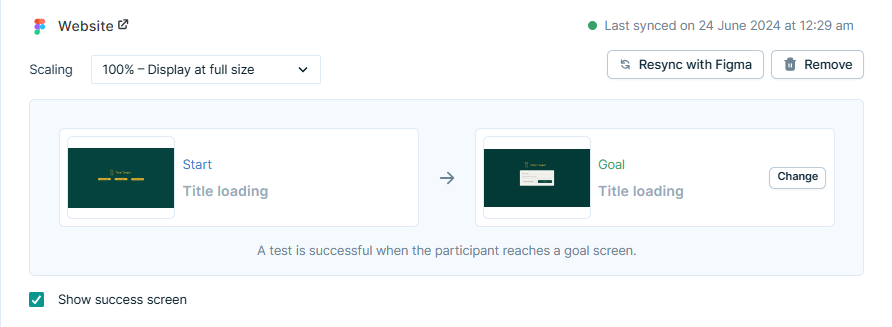 Website
Last synced on 24 June 2024 at 12:29 am
Scaling
100% – Display at full size
Resync with Figma
Remove
Start
Title loading
Goal
Title loading
Change
A test is successful when the participant reaches a goal screen.
Show success screen